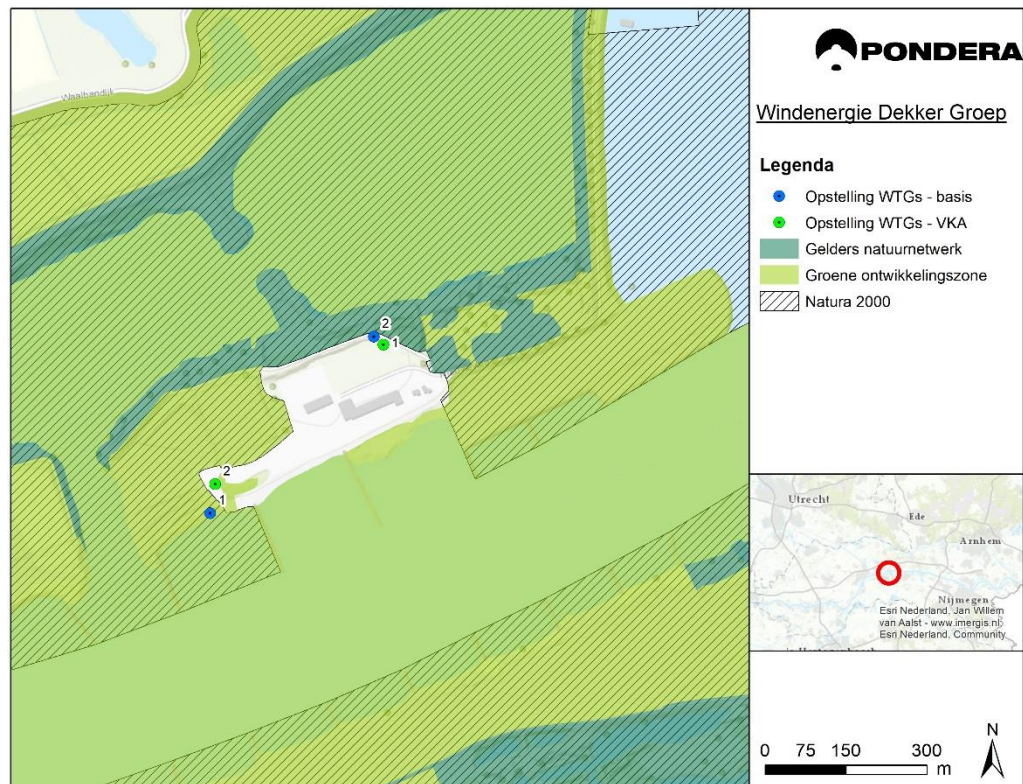 Waalbandijk
2
1
2
1
PONDERA
Windenergie Dekker Groep
Legenda
Opstelling WTGs - basis
Opstelling WTGs - VKA
Gelders natuurnetwerk
Groene ontwikkelingszone
Natura 2000
Utrecht
Ede
Arnhem
Nijmegen
Esri Nederland, Jan Willem
van Aalst - www.imergis.nl,
Esri Nederland, Community
N
0 75 150 300
m